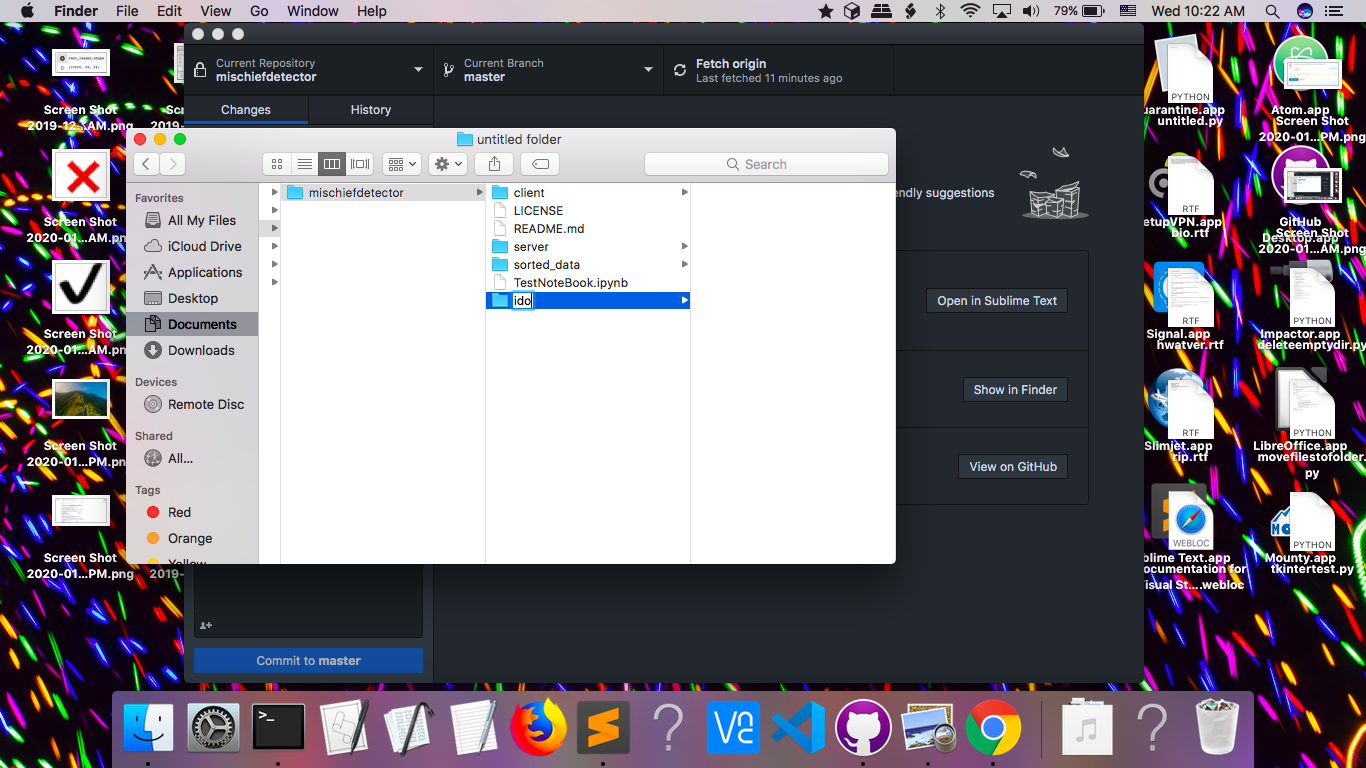 Finder File Edit View Go Window Help
79% Wed 10:22 AM
Current Repository
mischiefdetector
Current Branch
master
Fetch origin
Last fetched 11 minutes ago
Changes History
untitled folder
Search
Favorites
All My Files
iCloud Drive
Applications
Desktop
Documents
Downloads
Devices
Remote Disc
Shared
All...
Tags
Red
Orange
Yellow
mischiefdetector
client
LICENSE
README.md
server
sorted_data
TestNoteBook.ipynb
ido
ndly suggestions
Open in Sublime Text
Show in Finder
View on GitHub
Commit to master
Screen Shot
2019-12...AM.png
Screen Shot
2020-01...AM.png
Screen Shot
2020-01...AM.png
Screen Shot
2020-01...PM.png
Screen Shot
2020-01...PM.png
PYTHON
uarantine.app
untitled.py
Atom.app
Screen Shot
2020-01...PM.png
RTF
etupVPN.app
bio.rtf
GitHub
Desktop.app
Screen Shot
2020-01...AM.png
RTF
Signal.app
hwatver.rtf
PYTHON
Impactor.app
deleteemptydir.py
RTF
Slimjet.app
rip.rtf
PYTHON
LibreOffice.app
movefilestofolder.
py
WEBLOC
blime Text.app
ocumentation for
isual St....webloc
PYTHON
Mounty.app
tkintertest.py